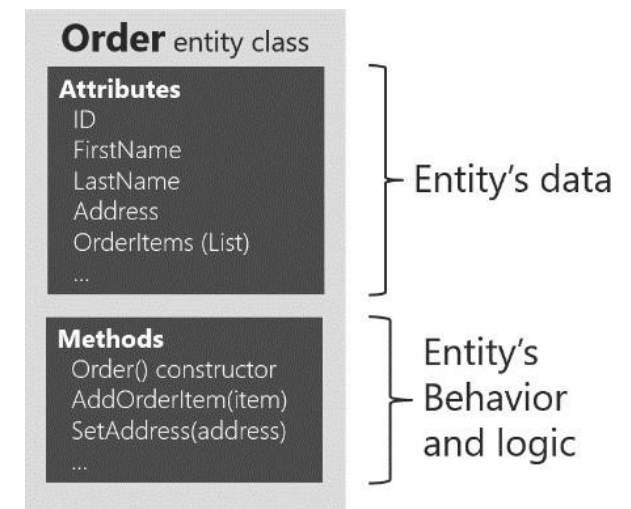 Order entity class
Attributes
ID
FirstName
LastName
Address
OrderItems (List)
...
Entity's data
Methods
Order() constructor
AddOrderItem(item)
SetAddress(address)
...
Entity's
Behavior
and logic